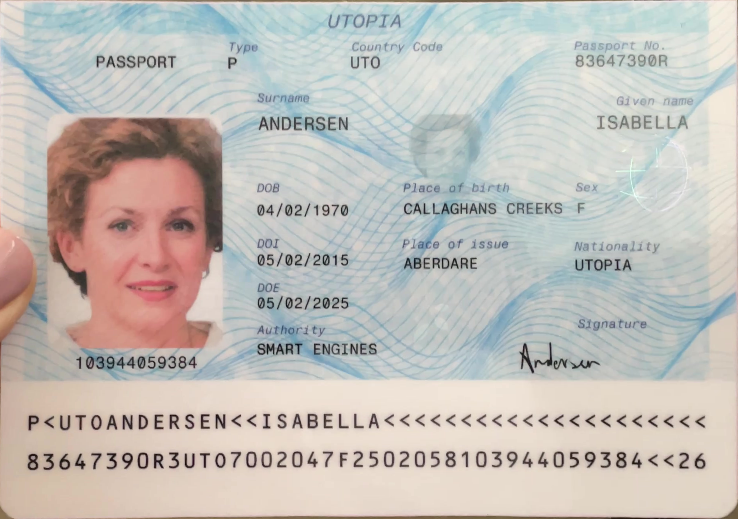 UTOPIA
Type Country Code Passport No.
PASSPORT P UTO 83647390R
Surname Given name
ANDERSEN ISABELLA
DOB Place of birth Sex
04/02/1970 CALLAGHANS CREEKS F
DOI Place of issue Nationality
05/02/2015 ABERDARE UTOPIA
DOE
05/02/2025
Authority Signature
SMART ENGINES Andersen
103944059384
P<UTOANDERSEN<<ISABELLA<<<<<<<<<<<<<<<<<<<<<
83647390R3UTO7002047F2502058103944059384<<26